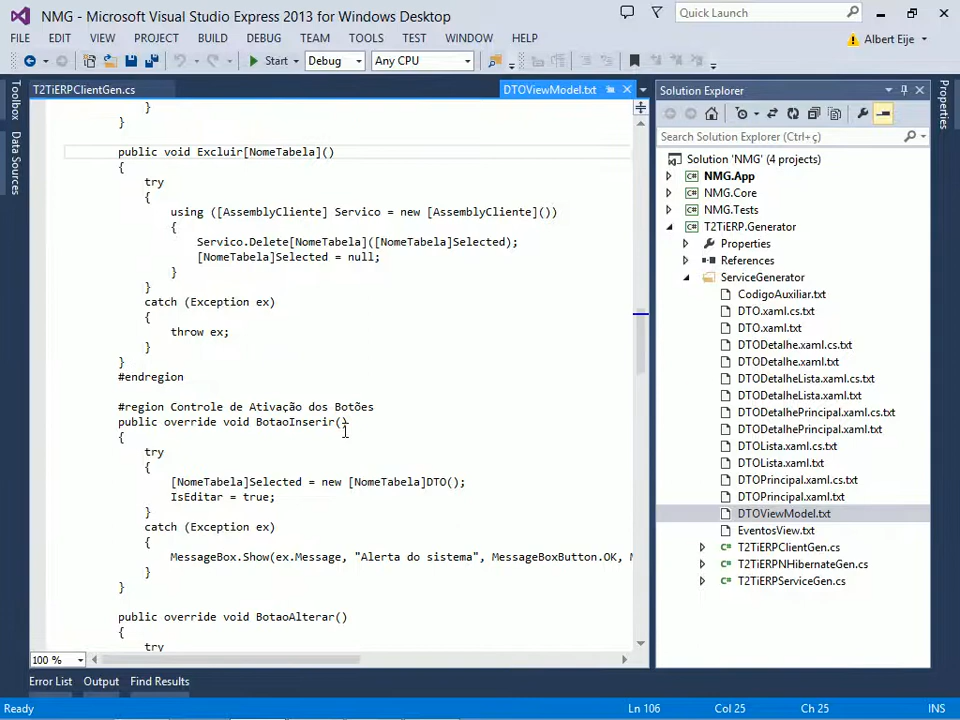 NMG - Microsoft Visual Studio Express 2013 for Windows Desktop
Quick Launch
FILE EDIT VIEW PROJECT BUILD DEBUG TEAM TOOLS TEST WINDOW HELP
Albert Eije
Start Debug Any CPU
Toolbox
Data Sources
T2TiERPClientGen.cs
DTOViewModel.txt
}
}
public void Excluir[NomeTabela]()
{
try
{
using ([AssemblyCliente] Servico = new [AssemblyCliente]())
{
Servico.Delete[NomeTabela]([NomeTabela]Selected);
[NomeTabela]Selected = null;
}
}
catch (Exception ex)
{
throw ex;
}
}
#endregion
#region Controle de Ativação dos Botões
public override void BotaoInserir()
{
try
{
[NomeTabela]Selected = new [NomeTabela]DTO();
IsEditar = true;
}
catch (Exception ex)
{
MessageBox.Show(ex.Message, "Alerta do sistema", MessageBoxButton.OK,
}
}
public override void BotaoAlterar()
{
try
100 %
Solution Explorer
Search Solution Explorer (Ctrl+ç)
Solution 'NMG' (4 projects)
NMG.App
NMG.Core
NMG.Tests
T2TiERP.Generator
Properties
References
ServiceGenerator
CodigoAuxiliar.txt
DTO.xaml.cs.txt
DTO.xaml.txt
DTODetalhe.xaml.cs.txt
DTODetalhe.xaml.txt
DTODetalheLista.xaml.cs.txt
DTODetalheLista.xaml.txt
DTODetalhePrincipal.xaml.cs.txt
DTODetalhePrincipal.xaml.txt
DTOLista.xaml.cs.txt
DTOLista.xaml.txt
DTOPrincipal.xaml.cs.txt
DTOPrincipal.xaml.txt
DTOViewModel.txt
EventosView.txt
T2TiERPClientGen.cs
T2TiERPNHibernateGen.cs
T2TiERPServiceGen.cs
Properties
Error List Output Find Results
Ready Ln 106 Col 25 Ch 25 INS